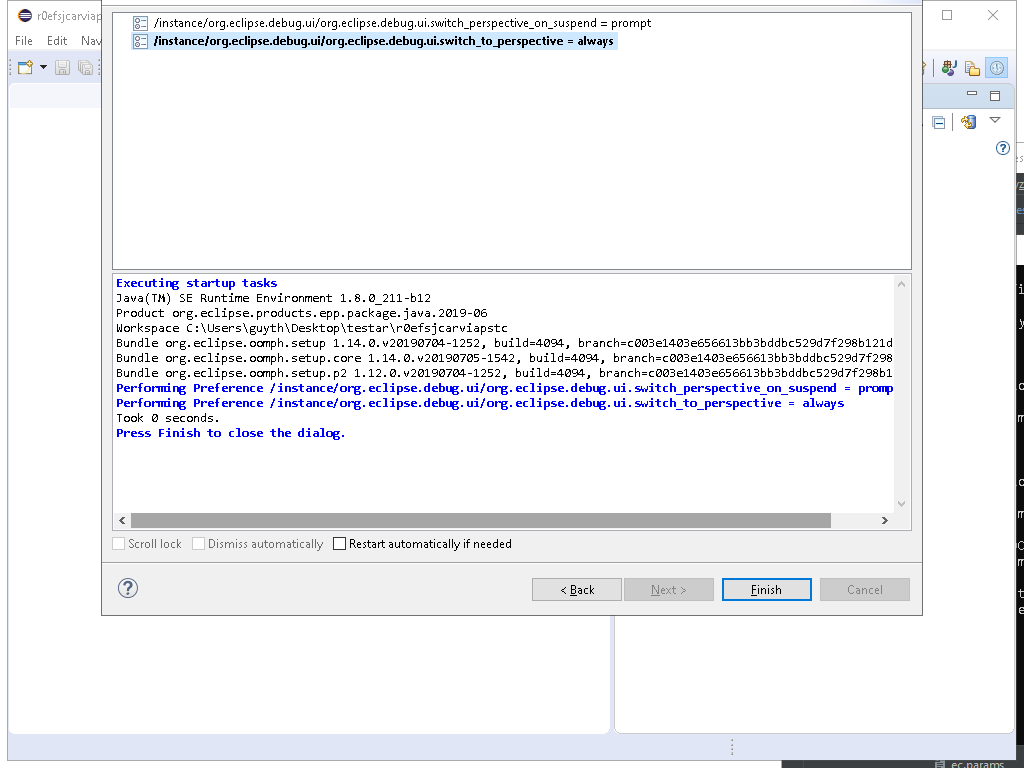 r0efsjcarviap
/instance/org.eclipse.debug.ui/org.eclipse.debug.ui.switch_perspective_on_suspend = prompt
/instance/org.eclipse.debug.ui/org.eclipse.debug.ui.switch_to_perspective = always
File Edit Nav
Executing startup tasks
Java(TM) SE Runtime Environment 1.8.0_211-b12
Product org.eclipse.products.epp.package.java.2019-06
Workspace C:\Users\guyth\Desktop\testar\r0efsjcarviapstc
Bundle org.eclipse.oomph.setup 1.14.0.v20190704-1252, build=4094, branch=c003e1403e656613bb3bddbc529d7f298b121d
Bundle org.eclipse.oomph.setup.core 1.14.0.v20190705-1542, build=4094, branch=c003e1403e656613bb3bddbc529d7f298
Bundle org.eclipse.oomph.setup.p2 1.12.0.v20190704-1252, build=4094, branch=c003e1403e656613bb3bddbc529d7f298b1
Performing Preference /instance/org.eclipse.debug.ui/org.eclipse.debug.ui.switch_perspective_on_suspend = promp
Performing Preference /instance/org.eclipse.debug.ui/org.eclipse.debug.ui.switch_to_perspective = always
Took 0 seconds.
Press Finish to close the dialog.
Scroll lock Dismiss automatically Restart automatically if needed
? < Back Next > Finish Cancel
ec.params